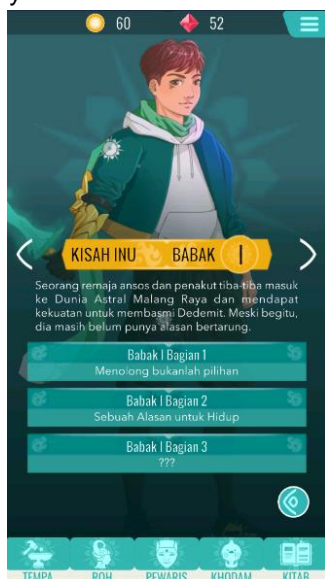 60 52
KISAH INU BABAK I
Seorang remaja ansos dan penakut tiba-tiba masuk
ke Dunia Astral Malang Raya dan mendapat
kekuatan untuk membasmi Dedemit. Meski begitu,
dia masih belum punya alasan bertarung.
Babak I Bagian 1
Menolong bukanlah pilihan
Babak I Bagian 2
Sebuah Alasan untuk Hidup
Babak I Bagian 3
???
TEMPA ROH PEWARIS KHODAM KITAB